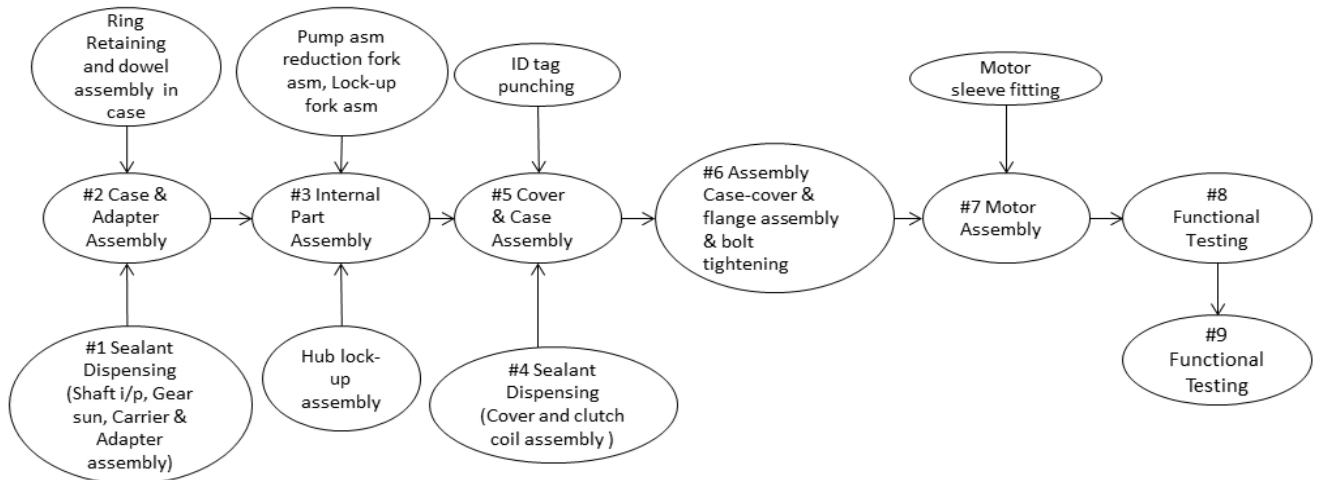 Ring
Retaining
and dowel
assembly in
case
Pump asm
reduction fork
asm, Lock-up
fork asm
ID tag
punching
Motor
sleeve fitting
#2 Case &
Adapter
Assembly
#3 Internal
Part
Assembly
#5 Cover
& Case
Assembly
#6 Assembly
Case-cover &
flange assembly
& bolt
tightening
#7 Motor
Assembly
#8
Functional
Testing
#1 Sealant
Dispensing
(Shaft i/p, Gear
sun, Carrier &
Adapter
assembly)
Hub lock-
up
assembly
#4 Sealant
Dispensing
(Cover and clutch
coil assembly )
#9
Functional
Testing